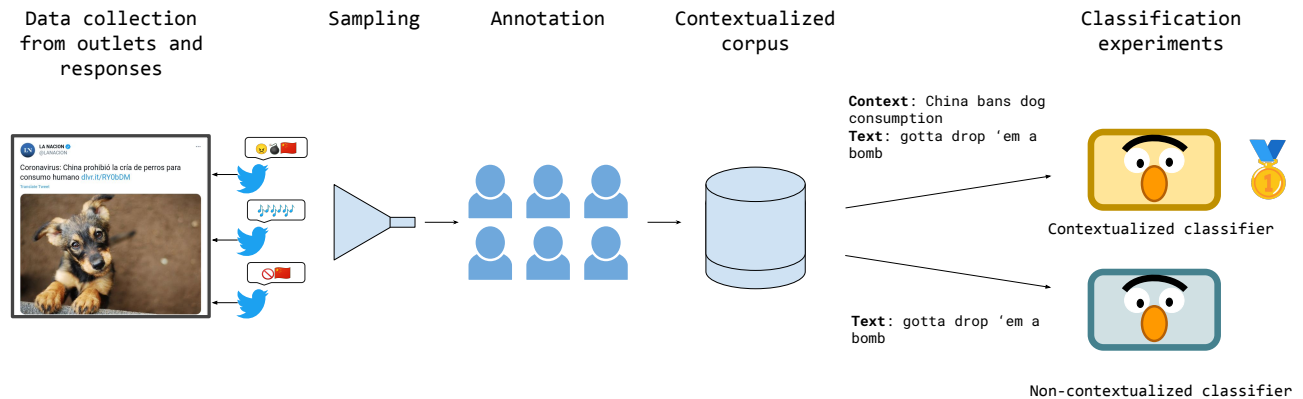 Data collection
from outlets and
responses
Sampling
Annotation
Contextualized
corpus
Classification
experiments
LN
LA NACION
@LANACION
Coronavirus: China prohibió la cría de perros para
consumo humano dlvr.it/RY0bDM
Translate Tweet
Context: China bans dog
consumption
Text: gotta drop ‘em a
bomb
1
Contextualized classifier
Text: gotta drop ‘em a
bomb
Non-contextualized classifier